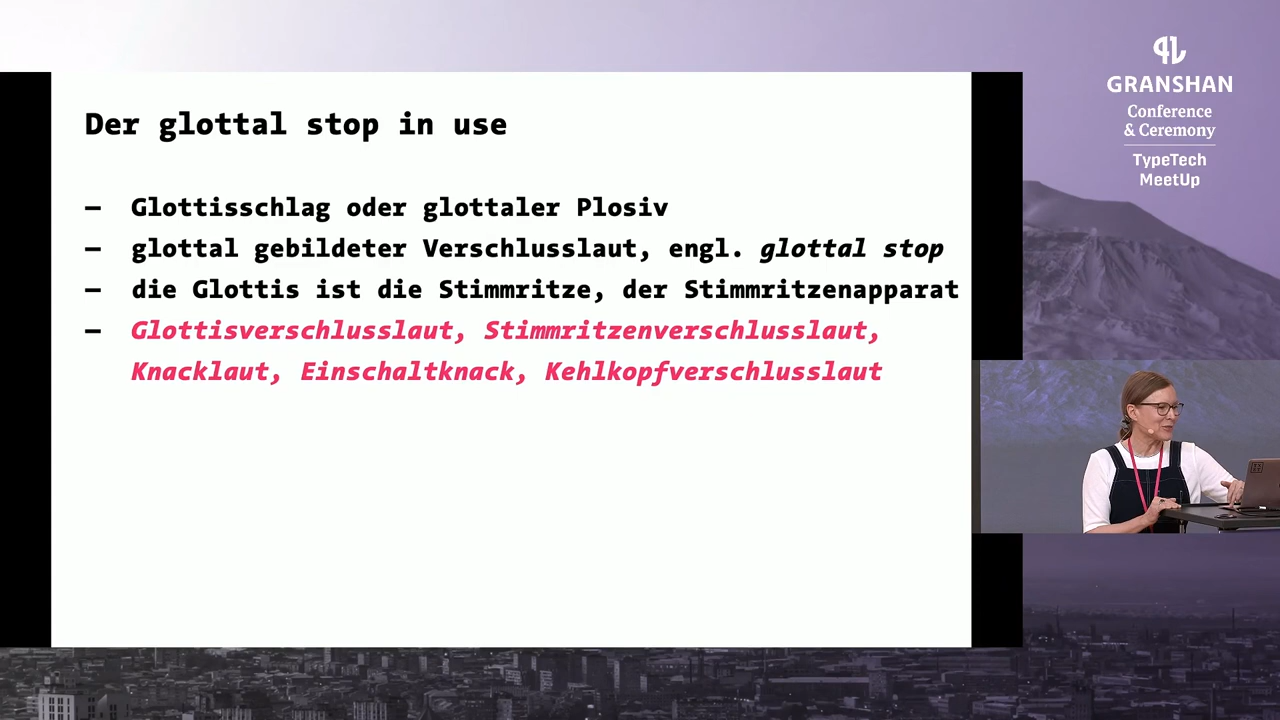 Der glottal stop in use
– Glottisschlag oder glottaler Plosiv
– glottal gebildeter Verschlusslaut, engl. glottal stop
– die Glottis ist die Stimmritze, der Stimmritzenapparat
– Glottisverschlusslaut, Stimmritzenverschlusslaut,
Knacklaut, Einschaltknack, Kehlkopfverschlusslaut
GRANSHAN
Conference
& Ceremony
TypeTech
MeetUp